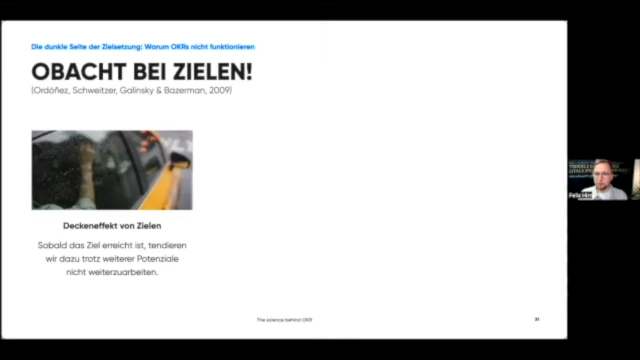 Die dunkle Seite der Zielsetzung: Warum OKRs nicht funktionieren
OBACHT BEI ZIELEN!
(Ordóñez, Schweitzer, Galinsky & Bazerman, 2009)
Deckeneffekt von Zielen
Sobald das Ziel erreicht ist, tendieren
wir dazu trotz weiterer Potenziale
nicht weiterzuarbeiten.
The science behind OKR
31
Felix